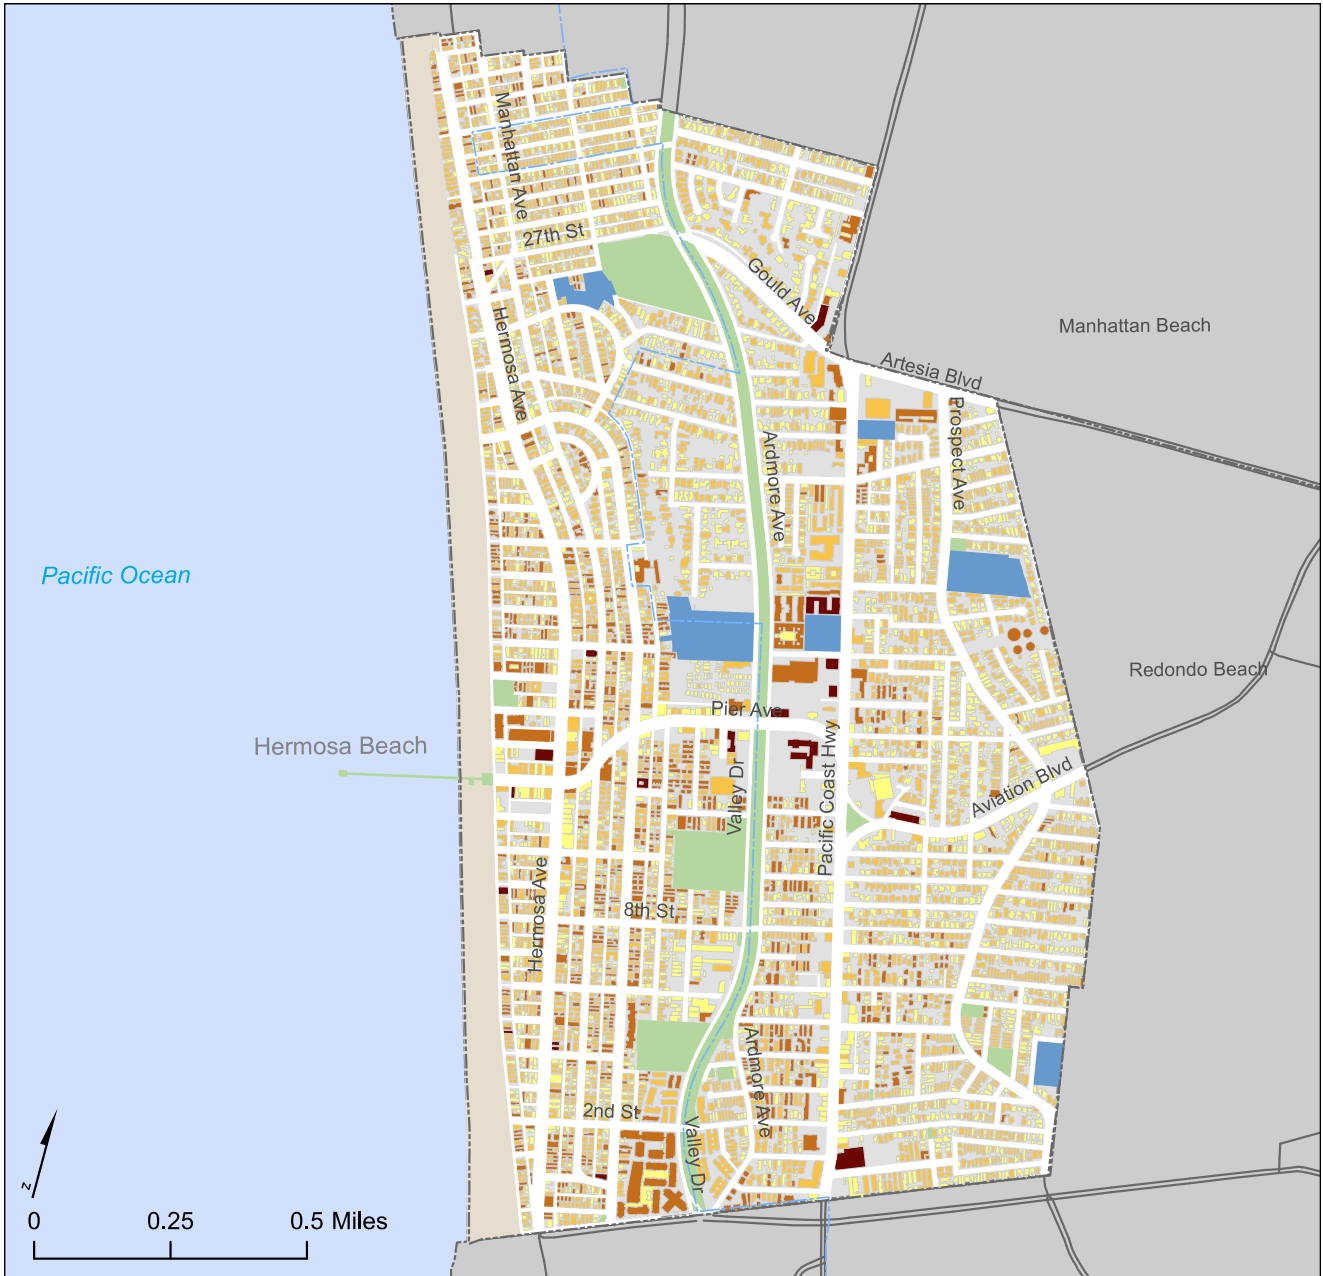 Manhattan Ave
27th St
Gould Ave
Manhattan Beach
Hermosa Ave
Artesia Blvd
Prospect Ave
Ardmore Ave
Pacific Ocean
Redondo Beach
Pier Ave
Hermosa Beach
Pacific Coast Hwy
Valley Dr
Aviation Blvd
Hermosa Ave
8th St
Ardmore Ave
2nd St
Valley Dr
N
0 0.25 0.5 Miles